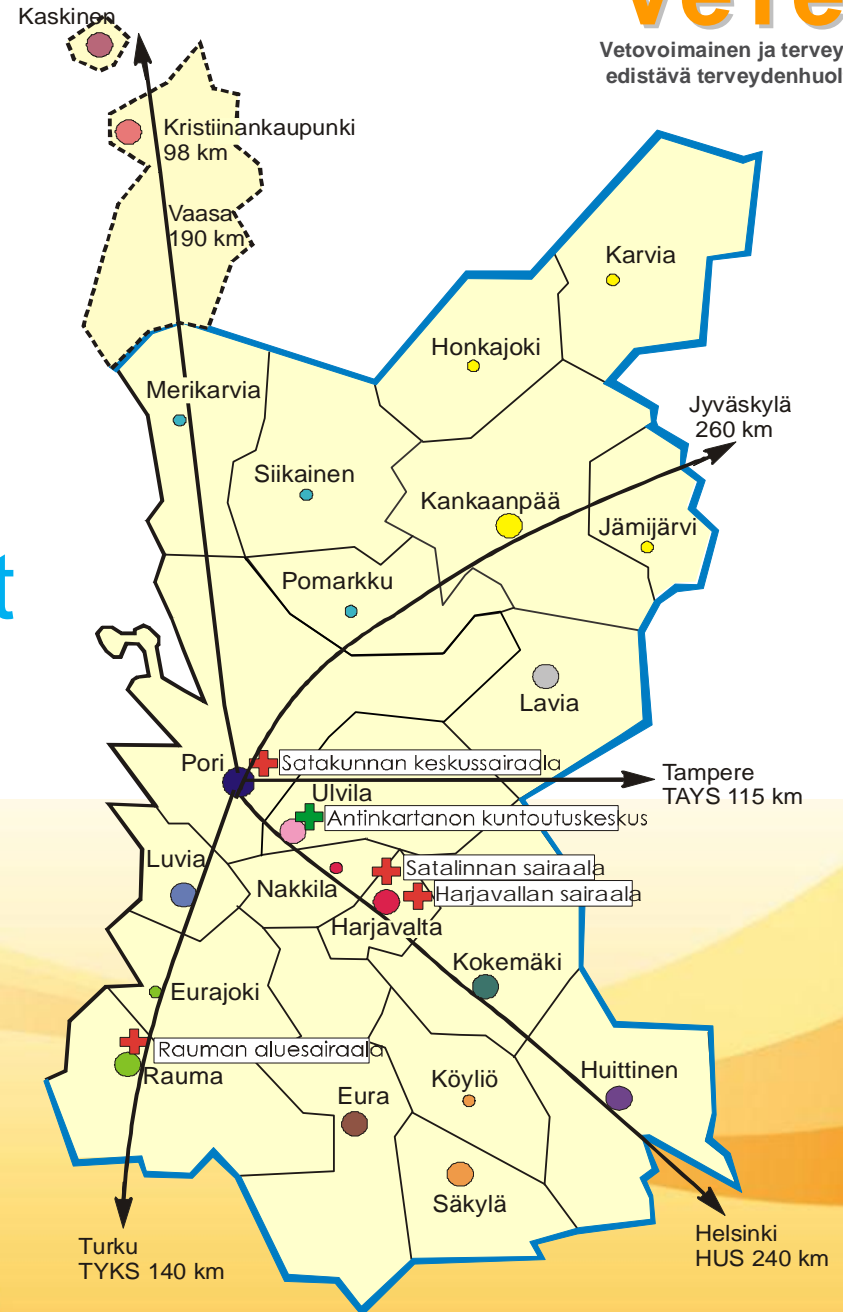 Kaskinen
VeTe
Vetovoimainen ja tervey
edistävä terveydenhuol
Kristiinankaupunki
98 km
Vaasa
190 km
Karvia
Honkajoki
Merikarvia
Jyväskylä
260 km
Siikainen
Kankaanpää
Jämijärvi
t
Pomarkku
Lavia
Pori
Satakunnan keskussairaala
Tampere
TAYS 115 km
Ulvila
Antinkartanon kuntoutuskeskus
Luvia
Satalinnan sairaala
Nakkila
Harjavallan sairaala
Harjavalta
Kokemäki
Eurajoki
Rauman aluesairaala
Rauma
Huittinen
Köyliö
Eura
Säkylä
Turku
TYKS 140 km
Helsinki
HUS 240 km